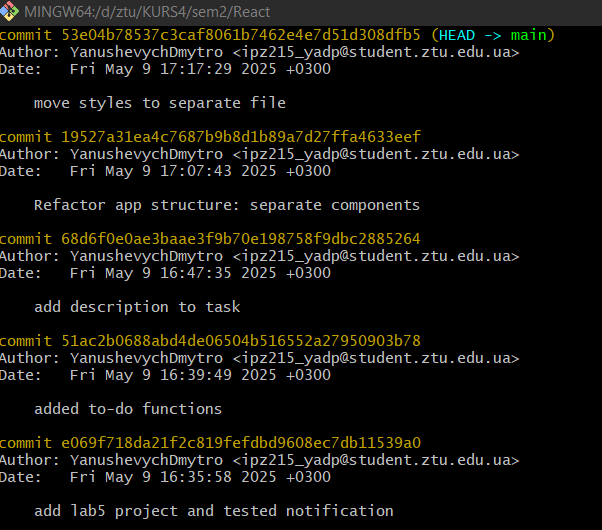 MINGW64:/d/ztu/KURS4/sem2/React
commit 53e04b78537c3caf8061b7462e4e7d51d308dfb5 (HEAD -> main)
Author: YanushevychDmytro <ipz215_yadp@student.ztu.edu.ua>
Date:   Fri May 9 17:17:29 2025 +0300
move styles to separate file
commit 19527a31ea4c7687b9b8d1b89a7d27ffa4633eef
Author: YanushevychDmytro <ipz215_yadp@student.ztu.edu.ua>
Date:   Fri May 9 17:07:43 2025 +0300
Refactor app structure: separate components
commit 68d6f0e0ae3baae3f9b70e198758f9dbc2885264
Author: YanushevychDmytro <ipz215_yadp@student.ztu.edu.ua>
Date:   Fri May 9 16:47:35 2025 +0300
add description to task
commit 51ac2b0688abd4de06504b516552a27950903b78
Author: YanushevychDmytro <ipz215_yadp@student.ztu.edu.ua>
Date:   Fri May 9 16:39:49 2025 +0300
added to-do functions
commit e069f718da21f2c819fefdbd9608ec7db11539a0
Author: YanushevychDmytro <ipz215_yadp@student.ztu.edu.ua>
Date:   Fri May 9 16:35:58 2025 +0300
add lab5 project and tested notification